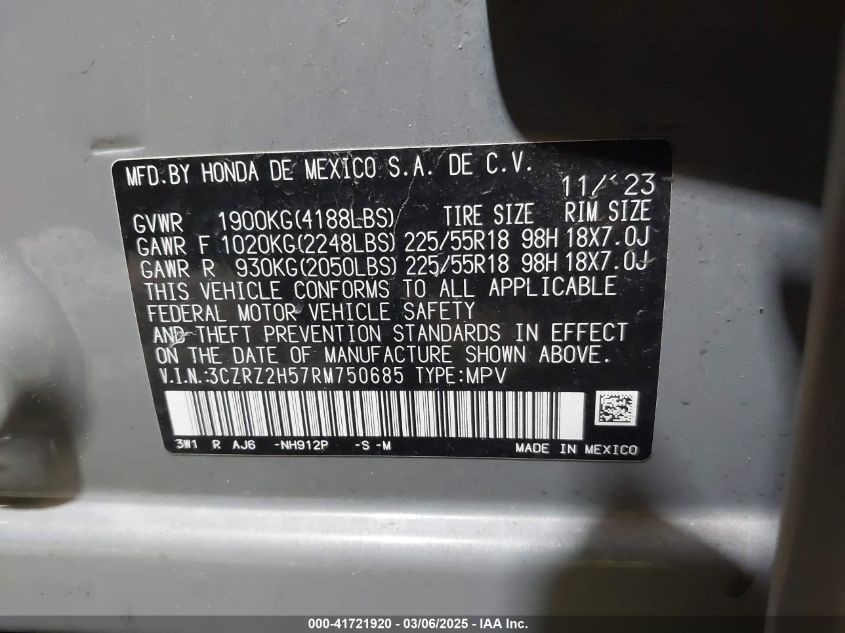 MFD.BY HONDA DE MEXICO S.A. DE C.V.
11/'23
GVWR 1900KG(4188LBS) TIRE SIZE RIM SIZE
GAWR F 1020KG(2248LBS) 225/55R18 98H 18X7.0J
GAWR R 930KG(2050LBS) 225/55R18 98H 18X7.0J
THIS VEHICLE CONFORMS TO ALL APPLICABLE
FEDERAL MOTOR VEHICLE SAFETY
AND THEFT PREVENTION STANDARDS IN EFFECT
ON THE DATE OF MANUFACTURE SHOWN ABOVE.
V.I.N.:3CZRZ2H57RM750685 TYPE:MPV
3W1 R AJ6 -NH912P -S -M MADE IN MEXICO
000-41721920 - 03/06/2025 - IAA Inc.